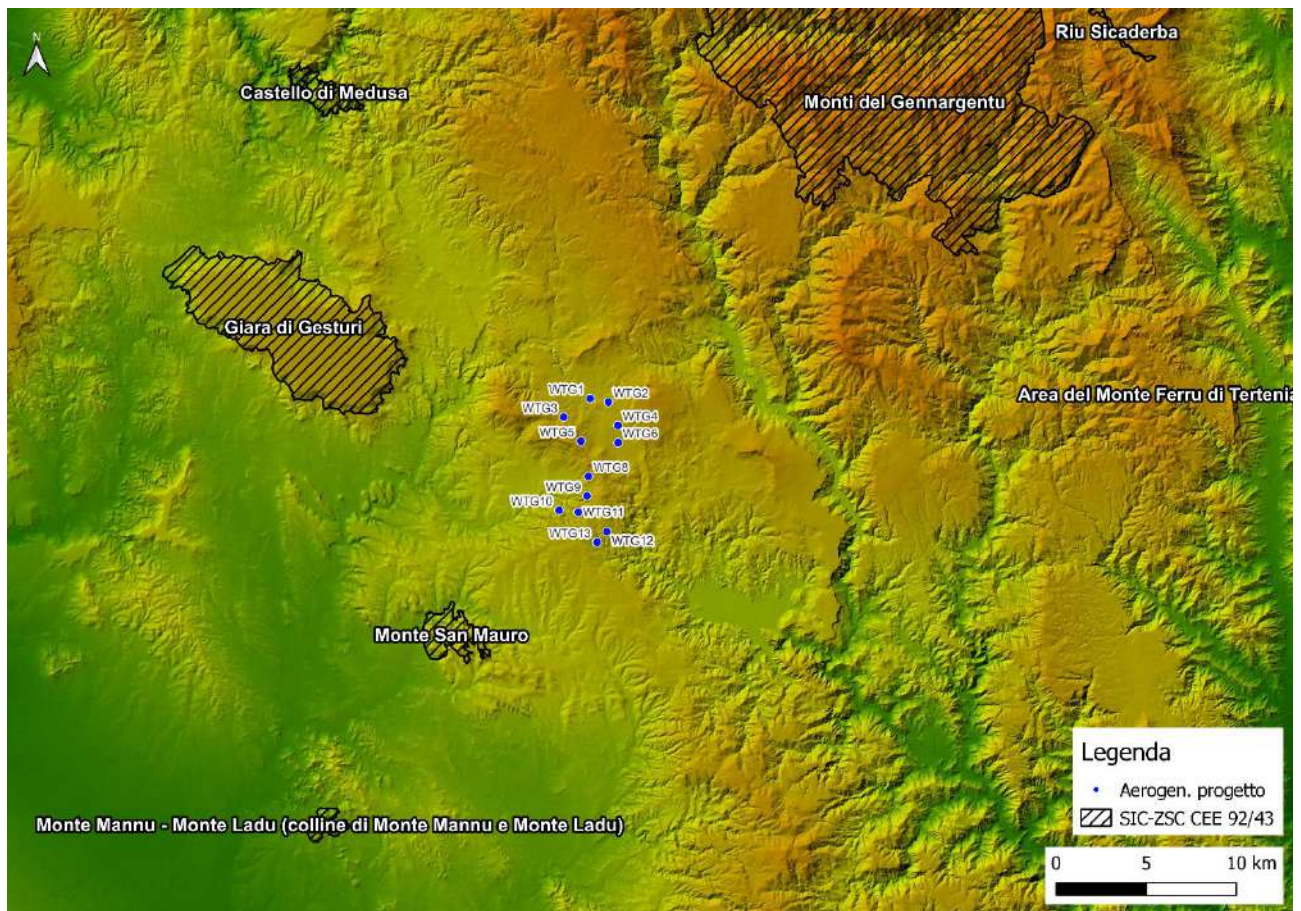 N
Riu Sicaderba
Castello di Medusa
Monti del Gennargentu
Giara di Gesturi
Area del Monte Ferru di Tertenia
WTG1
WTG2
WTG3
WTG4
WTG5
WTG6
WTG8
WTG9
WTG10
WTG11
WTG13
WTG12
Monte San Mauro
Monte Mannu - Monte Ladu (colline di Monte Mannu e Monte Ladu)
Legenda
Aerogen. progetto
SIC-ZSC CEE 92/43
0 5 10 km